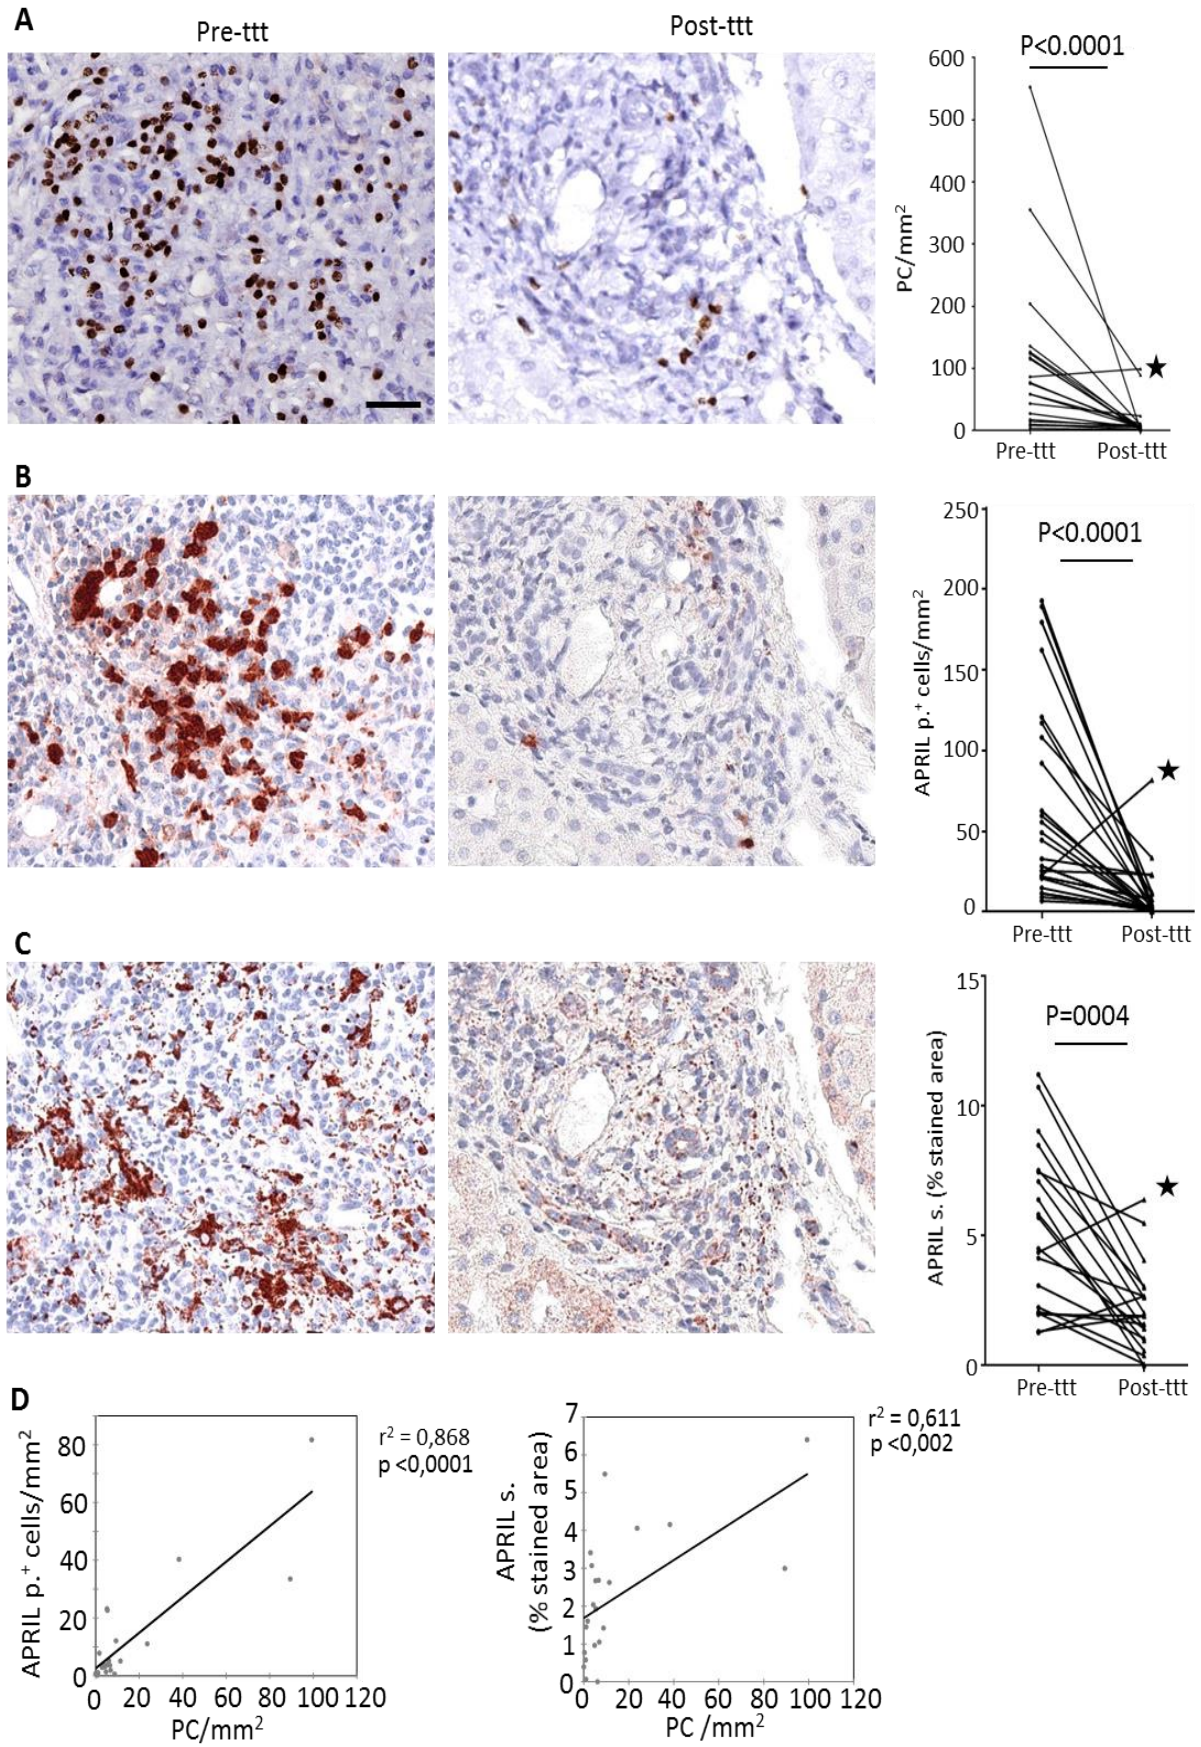 A
Pre-ttt
Post-ttt
P<0.0001
600
500
400
300
200
100
0
PC/mm²
Pre-ttt
Post-ttt
B
P<0.0001
250
200
150
100
50
0
APRIL p.⁺ cells/mm²
Pre-ttt
Post-ttt
C
P=0004
15
10
5
0
APRIL s. (% stained area)
Pre-ttt
Post-ttt
D
r² = 0,868
p <0,0001
80
60
40
20
0
APRIL p.⁺ cells/mm²
0 20 40 60 80 100 120
PC/mm²
r² = 0,611
p <0,002
7
6
5
4
3
2
1
0
APRIL s.
(% stained area)
0 20 40 60 80 100 120
PC /mm²